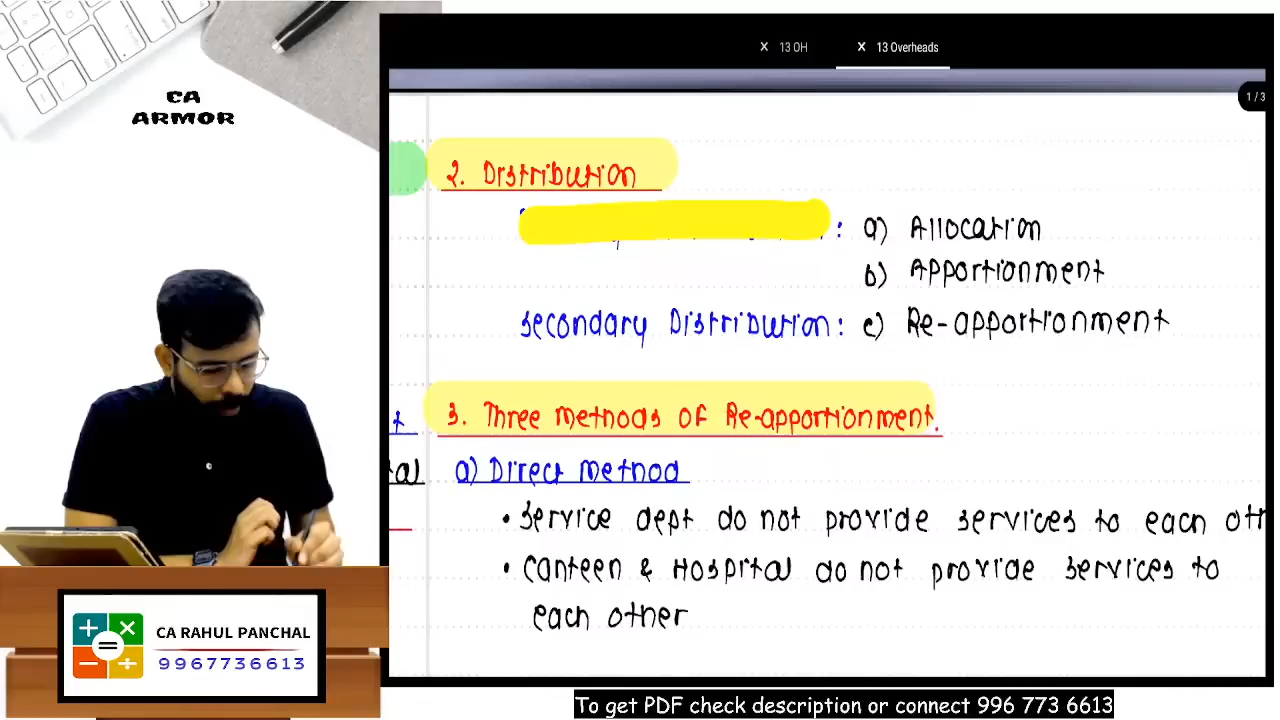 CA
ARMOR
13 OH
13 Overheads
1/3
2. Distribution
: a) Allocation
b) Apportionment
Secondary Distribution: c) Re-apportionment
3. Three methods of Re-apportionment.
a) Direct method
• Service dept do not provide services to each oth
• Canteen & Hospital do not provide services to
each other
CA RAHUL PANCHAL
9967736613
To get PDF check description or connect 996 773 6613